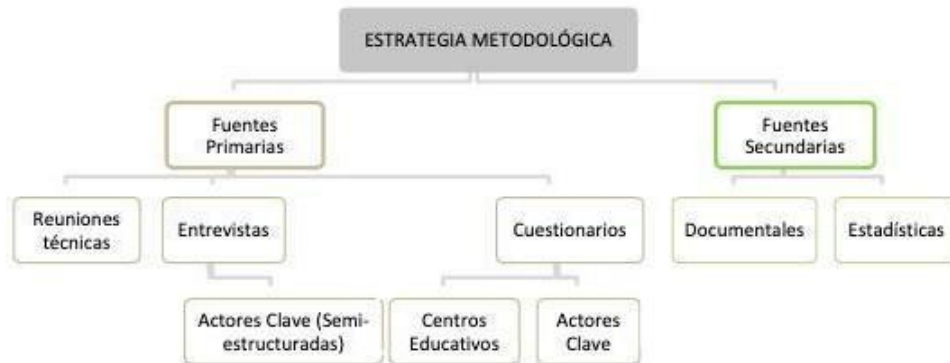 ESTRATEGIA METODOLÓGICA
Fuentes
Primarias
Fuentes
Secundarias
Reuniones
técnicas
Entrevistas
Cuestionarios
Documentales
Estadísticas
Actores Clave (Semi-
estructuradas)
Centros
Educativos
Actores
Clave